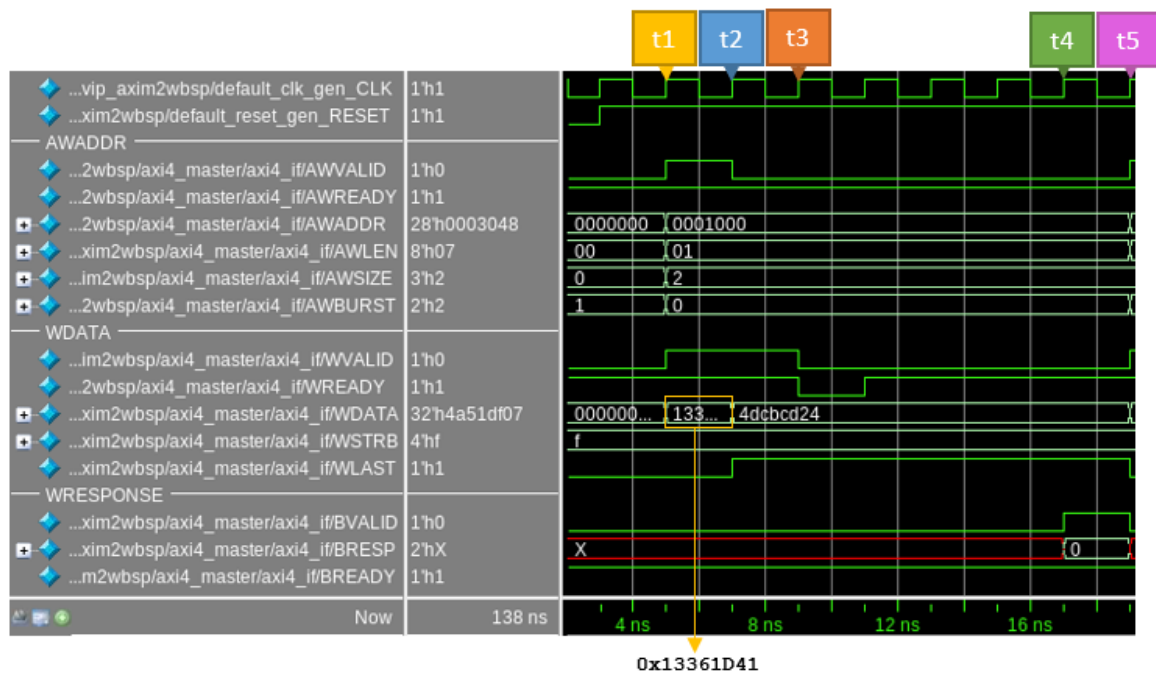 t1 t2 t3 t4 t5
...vip_axim2wbsp/default_clk_gen_CLK 1'h1
...xim2wbsp/default_reset_gen_RESET 1'h1
AWADDR
...2wbsp/axi4_master/axi4_if/AWVALID 1'h0
...2wbsp/axi4_master/axi4_if/AWREADY 1'h1
...2wbsp/axi4_master/axi4_if/AWADDR 28'h0003048 0000000 0001000
...xim2wbsp/axi4_master/axi4_if/AWLEN 8'h07 00 01
...im2wbsp/axi4_master/axi4_if/AWSIZE 3'h2 0 2
...2wbsp/axi4_master/axi4_if/AWBURST 2'h2 1 0
WDATA
...im2wbsp/axi4_master/axi4_if/WVALID 1'h0
...2wbsp/axi4_master/axi4_if/WREADY 1'h1
...xim2wbsp/axi4_master/axi4_if/WDATA 32'h4a51df07 000000... 133... 4dcbcd24
...xim2wbsp/axi4_master/axi4_if/WSTRB 4'hf f
...xim2wbsp/axi4_master/axi4_if/WLAST 1'h1
WRESPONSE
...xim2wbsp/axi4_master/axi4_if/BVALID 1'h0
...xim2wbsp/axi4_master/axi4_if/BRESP 2'hX X 0
...m2wbsp/axi4_master/axi4_if/BREADY 1'h1
Now 138 ns 4 ns 8 ns 12 ns 16 ns
0x13361D41